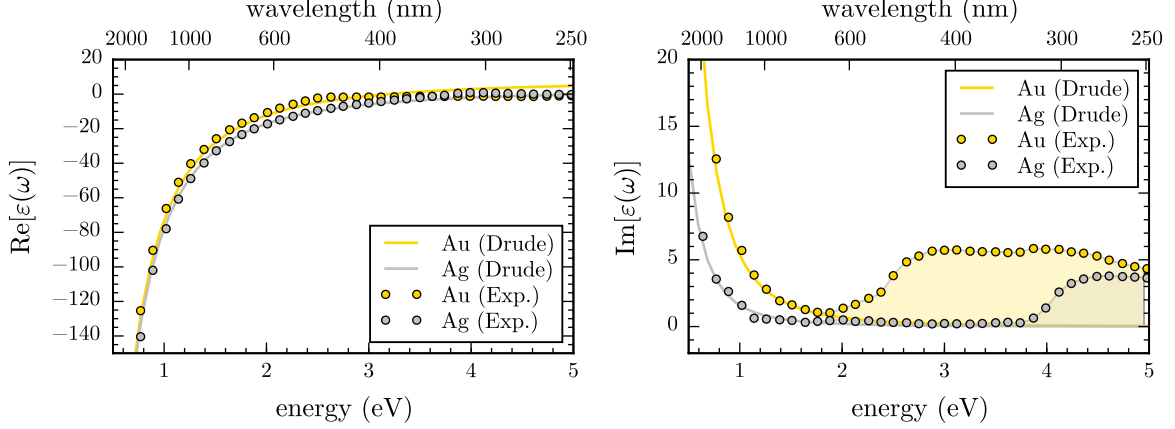 wavelength (nm)
2000 1000 600 400 300 250
20
0
−20
−40
−60
−80
−100
−120
−140
Re[ε(ω)]
Au (Drude)
Ag (Drude)
Au (Exp.)
Ag (Exp.)
1 2 3 4 5
energy (eV)
wavelength (nm)
2000 1000 600 400 300 250
20
15
10
5
0
Im[ε(ω)]
Au (Drude)
Ag (Drude)
Au (Exp.)
Ag (Exp.)
1 2 3 4 5
energy (eV)